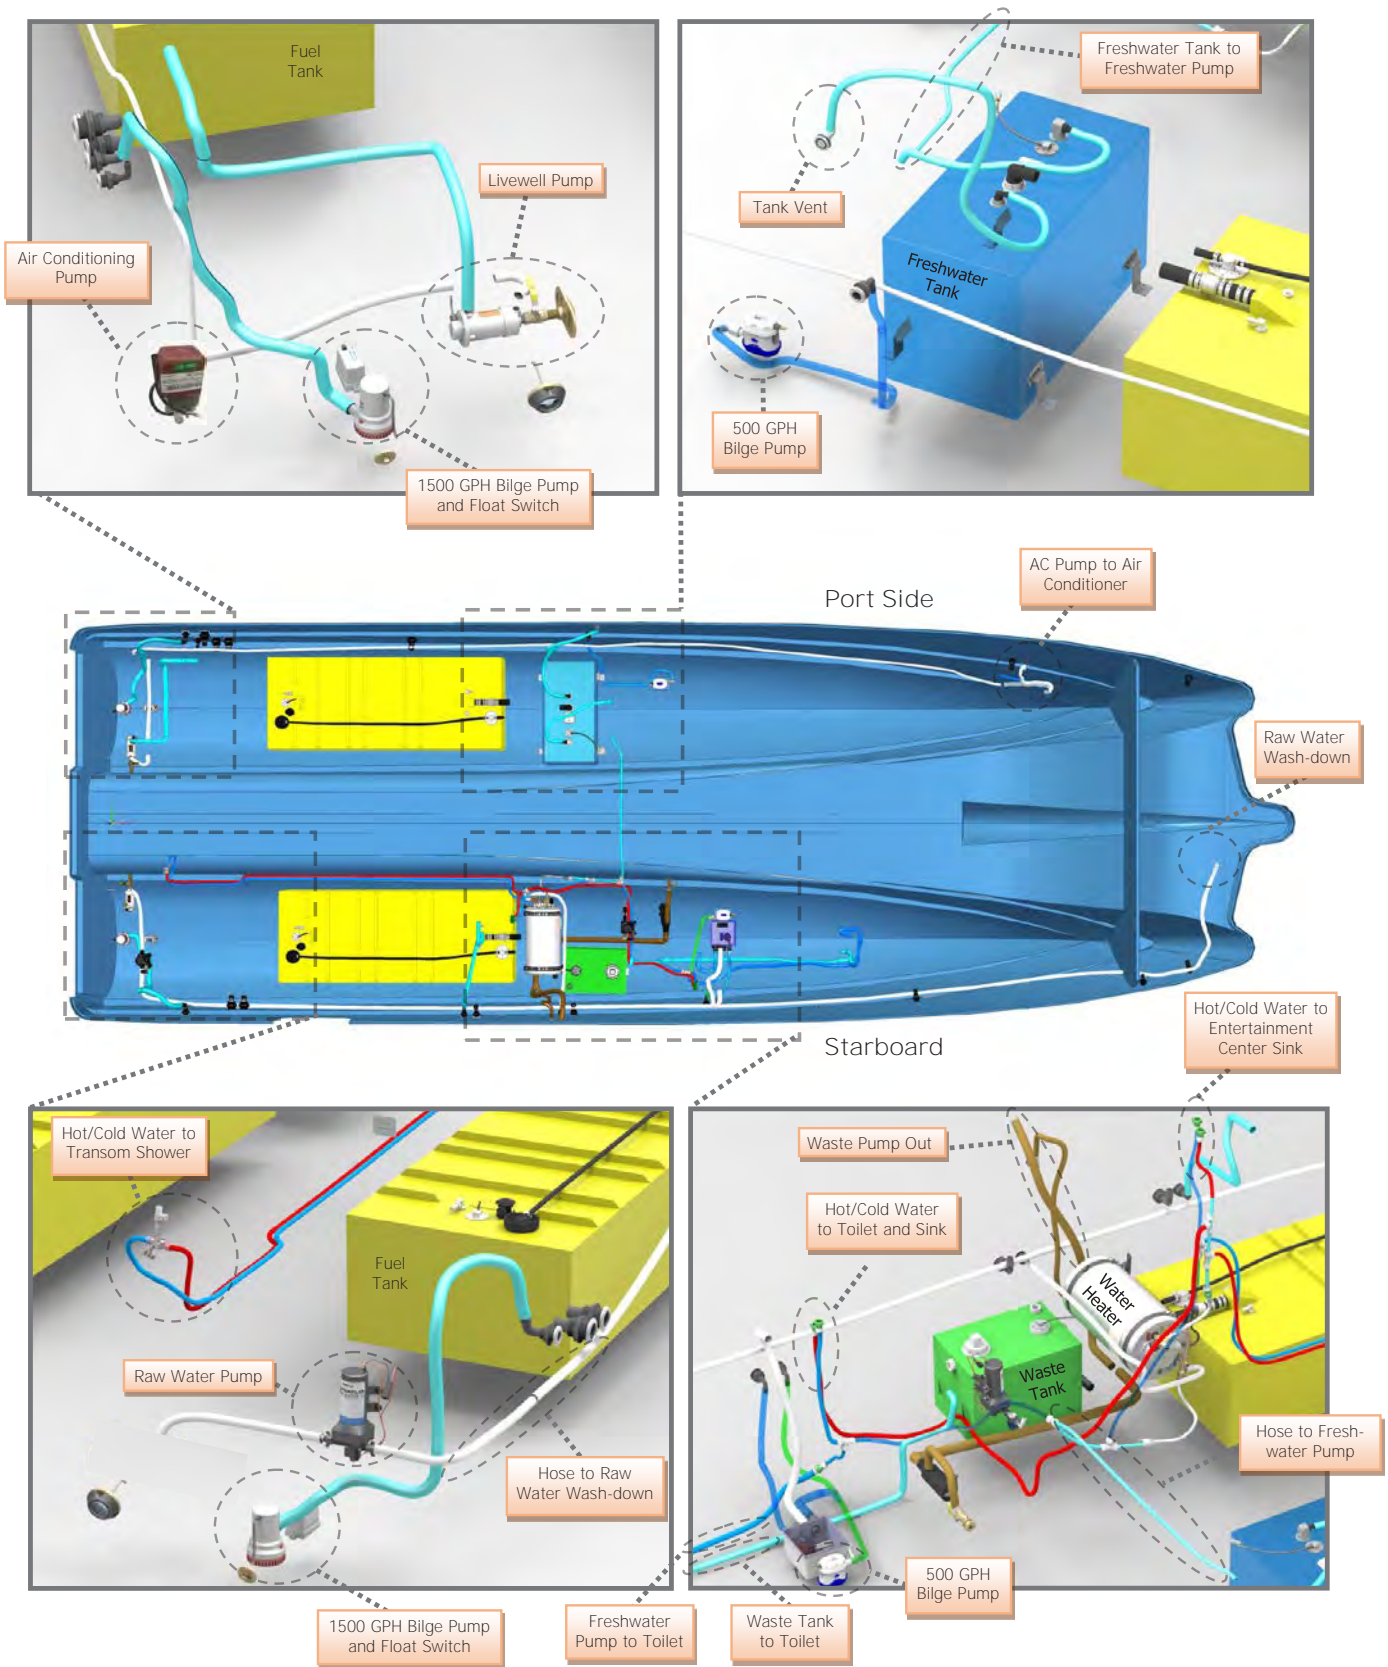 Fuel
Tank
Livewell Pump
Air Conditioning
Pump
1500 GPH Bilge Pump
and Float Switch
Freshwater Tank to
Freshwater Pump
Tank Vent
Freshwater
Tank
500 GPH
Bilge Pump
AC Pump to Air
Conditioner
Port Side
Raw Water
Wash-down
Starboard
Hot/Cold Water to
Entertainment
Center Sink
Hot/Cold Water to
Transom Shower
Fuel
Tank
Raw Water Pump
Hose to Raw
Water Wash-down
1500 GPH Bilge Pump
and Float Switch
Waste Pump Out
Hot/Cold Water
to Toilet and Sink
Water
Heater
Waste
Tank
Hose to Fresh-
water Pump
500 GPH
Bilge Pump
Freshwater
Pump to Toilet
Waste Tank
to Toilet